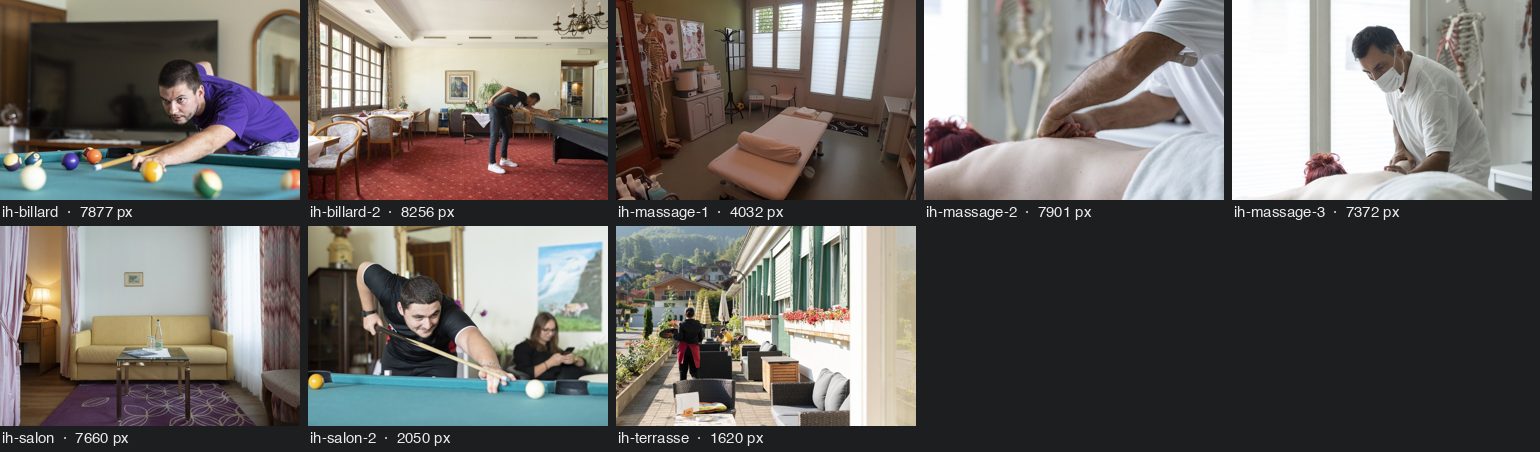 ih-billard · 7877 px
ih-billard-2 · 8256 px
ih-massage-1 · 4032 px
ih-massage-2 · 7901 px
ih-massage-3 · 7372 px
ih-salon · 7660 px
ih-salon-2 · 2050 px
ih-terrasse · 1620 px